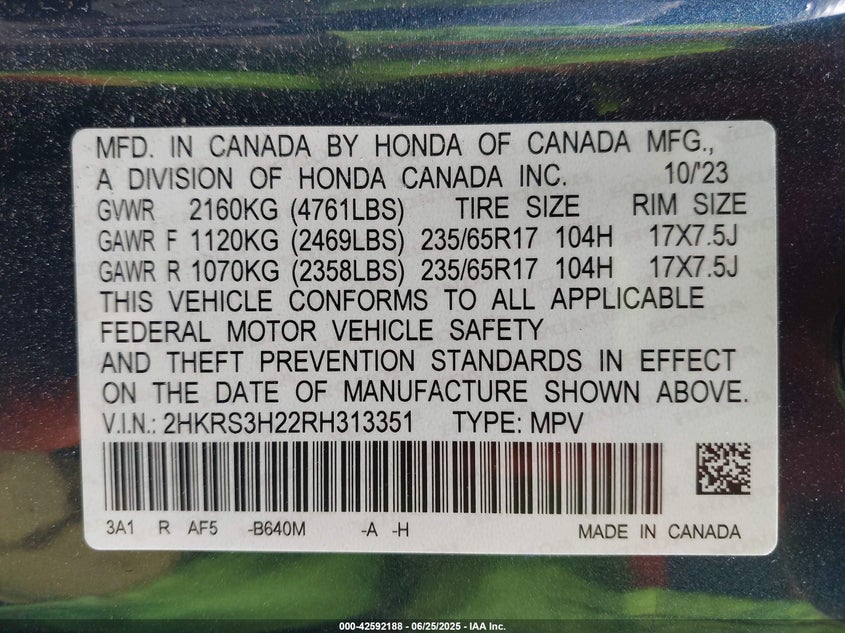 MFD. IN CANADA BY HONDA OF CANADA MFG.,
A DIVISION OF HONDA CANADA INC. 10/'23
GVWR 2160KG (4761LBS) TIRE SIZE RIM SIZE
GAWR F 1120KG (2469LBS) 235/65R17 104H 17X7.5J
GAWR R 1070KG (2358LBS) 235/65R17 104H 17X7.5J
THIS VEHICLE CONFORMS TO ALL APPLICABLE
FEDERAL MOTOR VEHICLE SAFETY
AND THEFT PREVENTION STANDARDS IN EFFECT
ON THE DATE OF MANUFACTURE SHOWN ABOVE.
V.I.N.: 2HKRS3H22RH313351 TYPE: MPV
3A1 R AF5 -B640M -A -H MADE IN CANADA
000-42592188 - 06/25/2025 - IAA Inc.